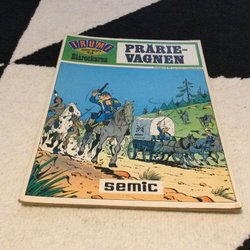 TRUMF
Blårockarna
PRÄRIE-
VAGNEN
semic